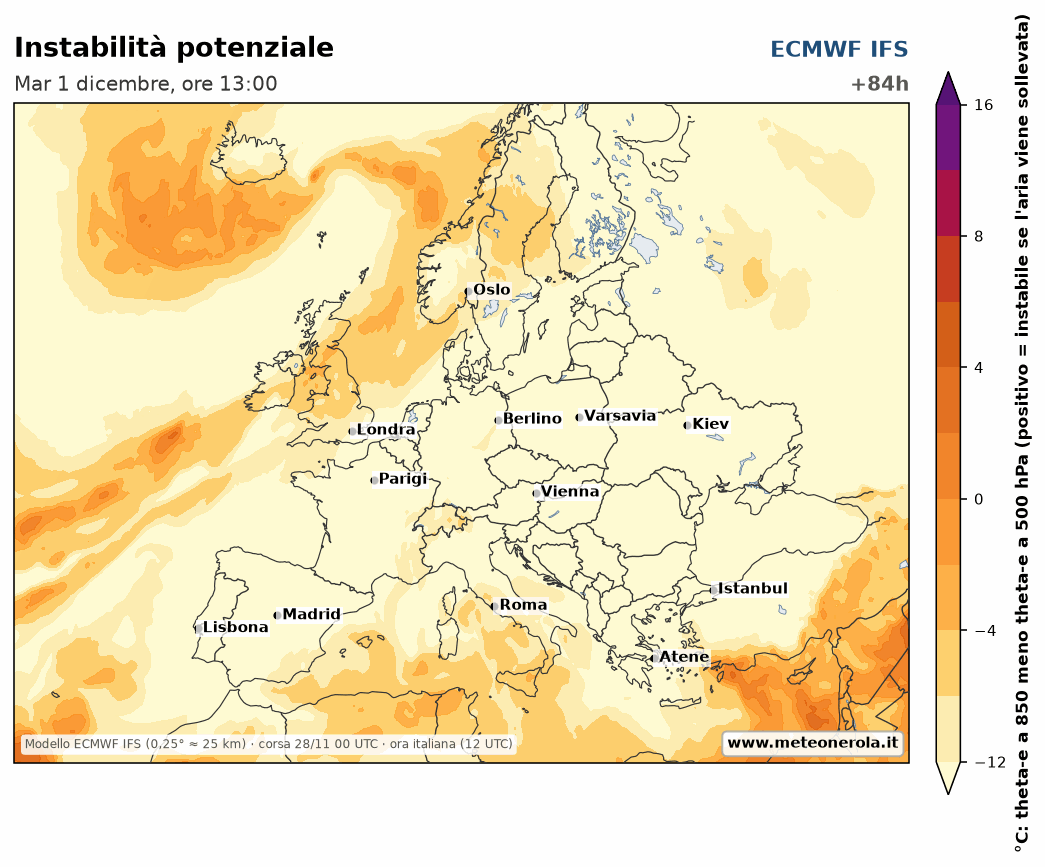 Instabilità potenziale
ECMWF IFS
Mar 1 dicembre, ore 13:00
+84h
Oslo
Berlino
Varsavia
Kiev
Londra
Parigi
Vienna
Istanbul
Roma
Madrid
Lisbona
Atene
Modello ECMWF IFS (0,25° ≈ 25 km) · corsa 28/11 00 UTC · ora italiana (12 UTC)
www.meteonerola.it
16
8
4
0
−4
−12
°C: theta-e a 850 meno theta-e a 500 hPa (positivo = instabile se l'aria viene sollevata)